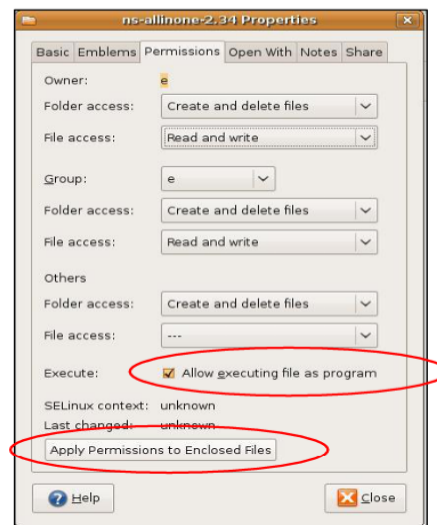 ns-allinone-2.34 Properties
Basic Emblems Permissions Open With Notes Share
Owner: e
Folder access: Create and delete files
File access: Read and write
Group: e
Folder access: Create and delete files
File access: Read and write
Others
Folder access: Create and delete files
File access: ---
Execute: Allow executing file as program
SELinux context: unknown
Last changed: unknown
Apply Permissions to Enclosed Files
Help Close